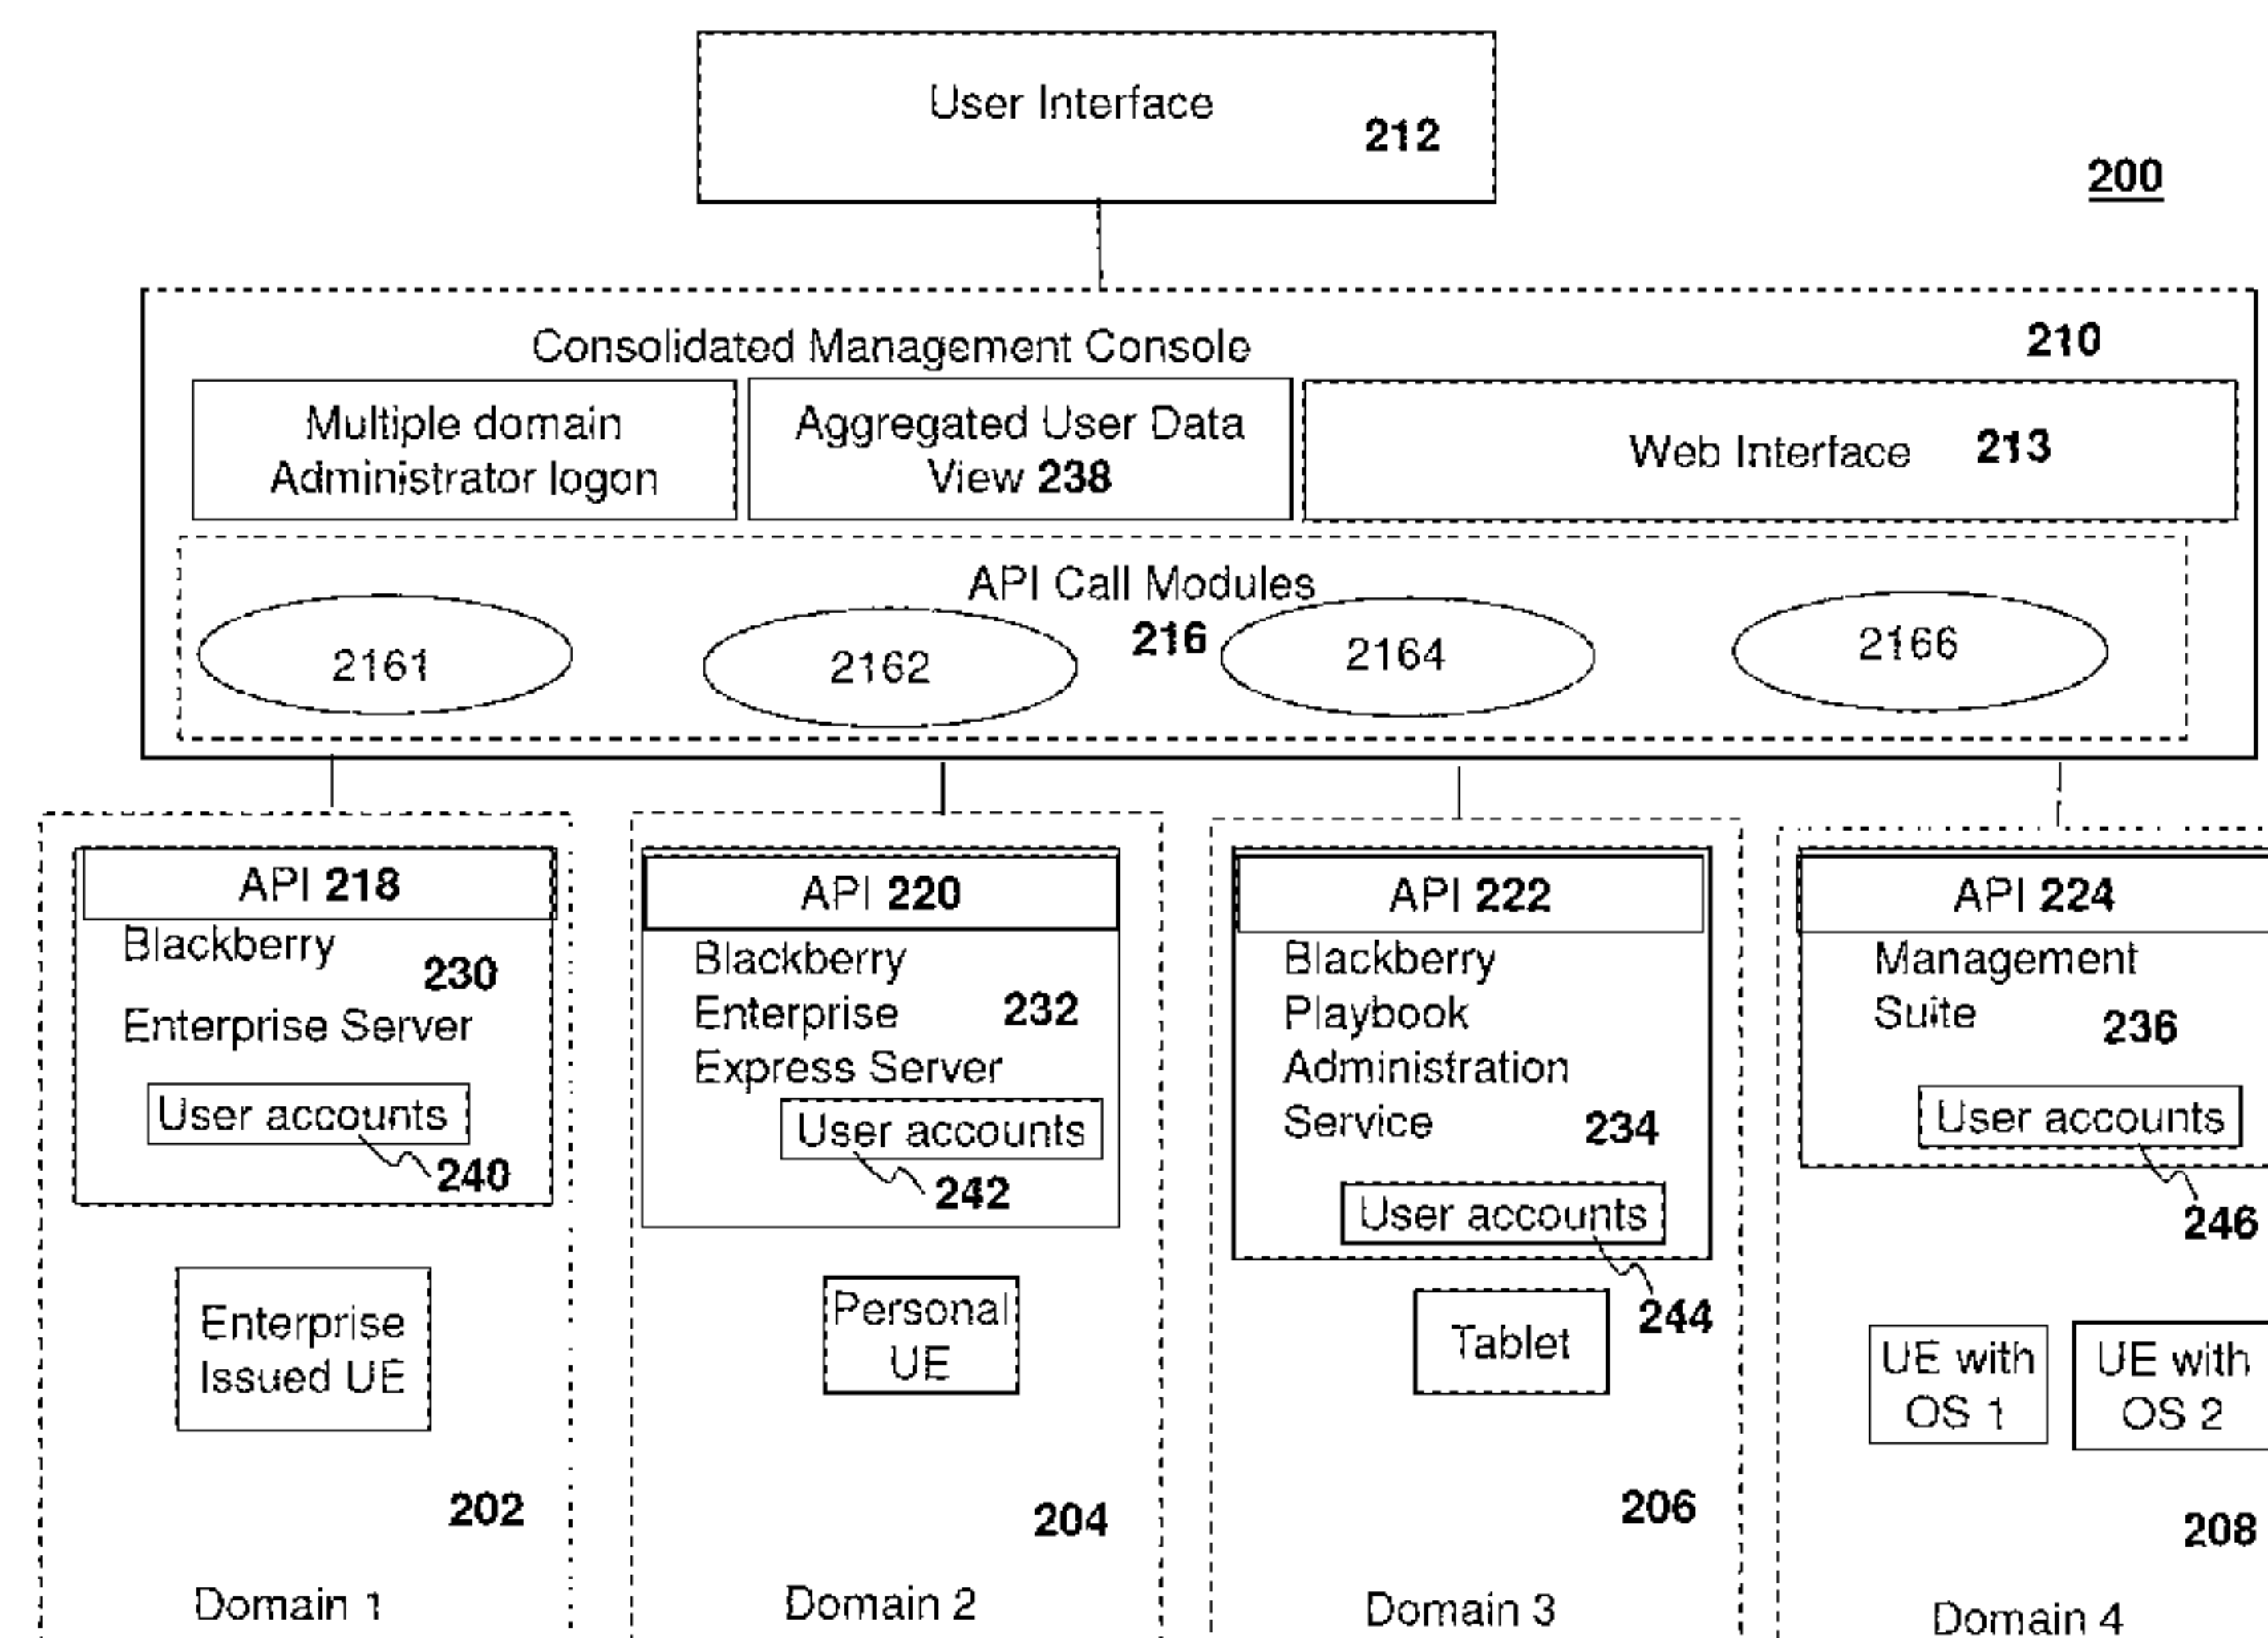 User Interface
212
200
Consolidated Management Console
210
Multiple domain
Administrator logon
Aggregated User Data
View 238
Web Interface 213
API Call Modules
216
2161
2162
2164
2166
API 218
Blackberry
230
Enterprise Server
User accounts
240
Enterprise
Issued UE
202
Domain 1
API 220
Blackberry
Enterprise 232
Express Server
User accounts
242
Personal
UE
204
Domain 2
API 222
Blackberry
Playbook
Administration
Service 234
User accounts
244
Tablet
206
Domain 3
API 224
Management
Suite 236
User accounts
246
UE with
OS 1
UE with
OS 2
208
Domain 4